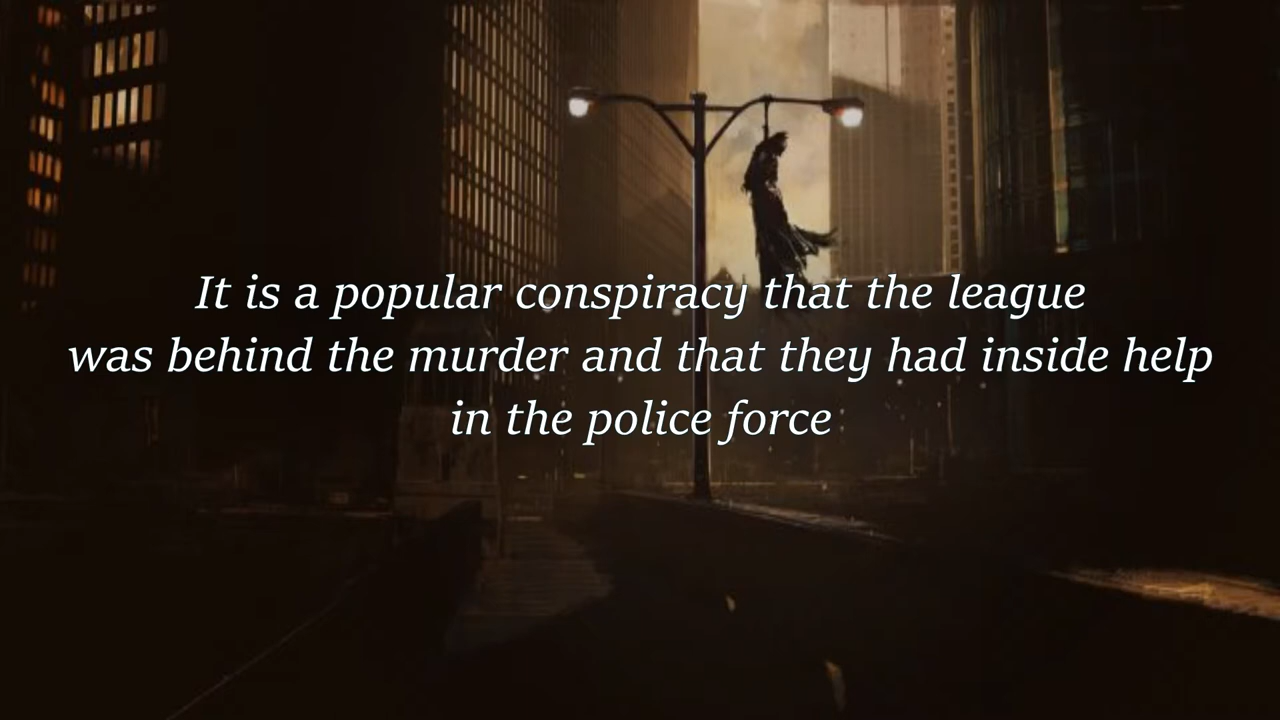 It is a popular conspiracy that the league
was behind the murder and that they had inside help
in the police force